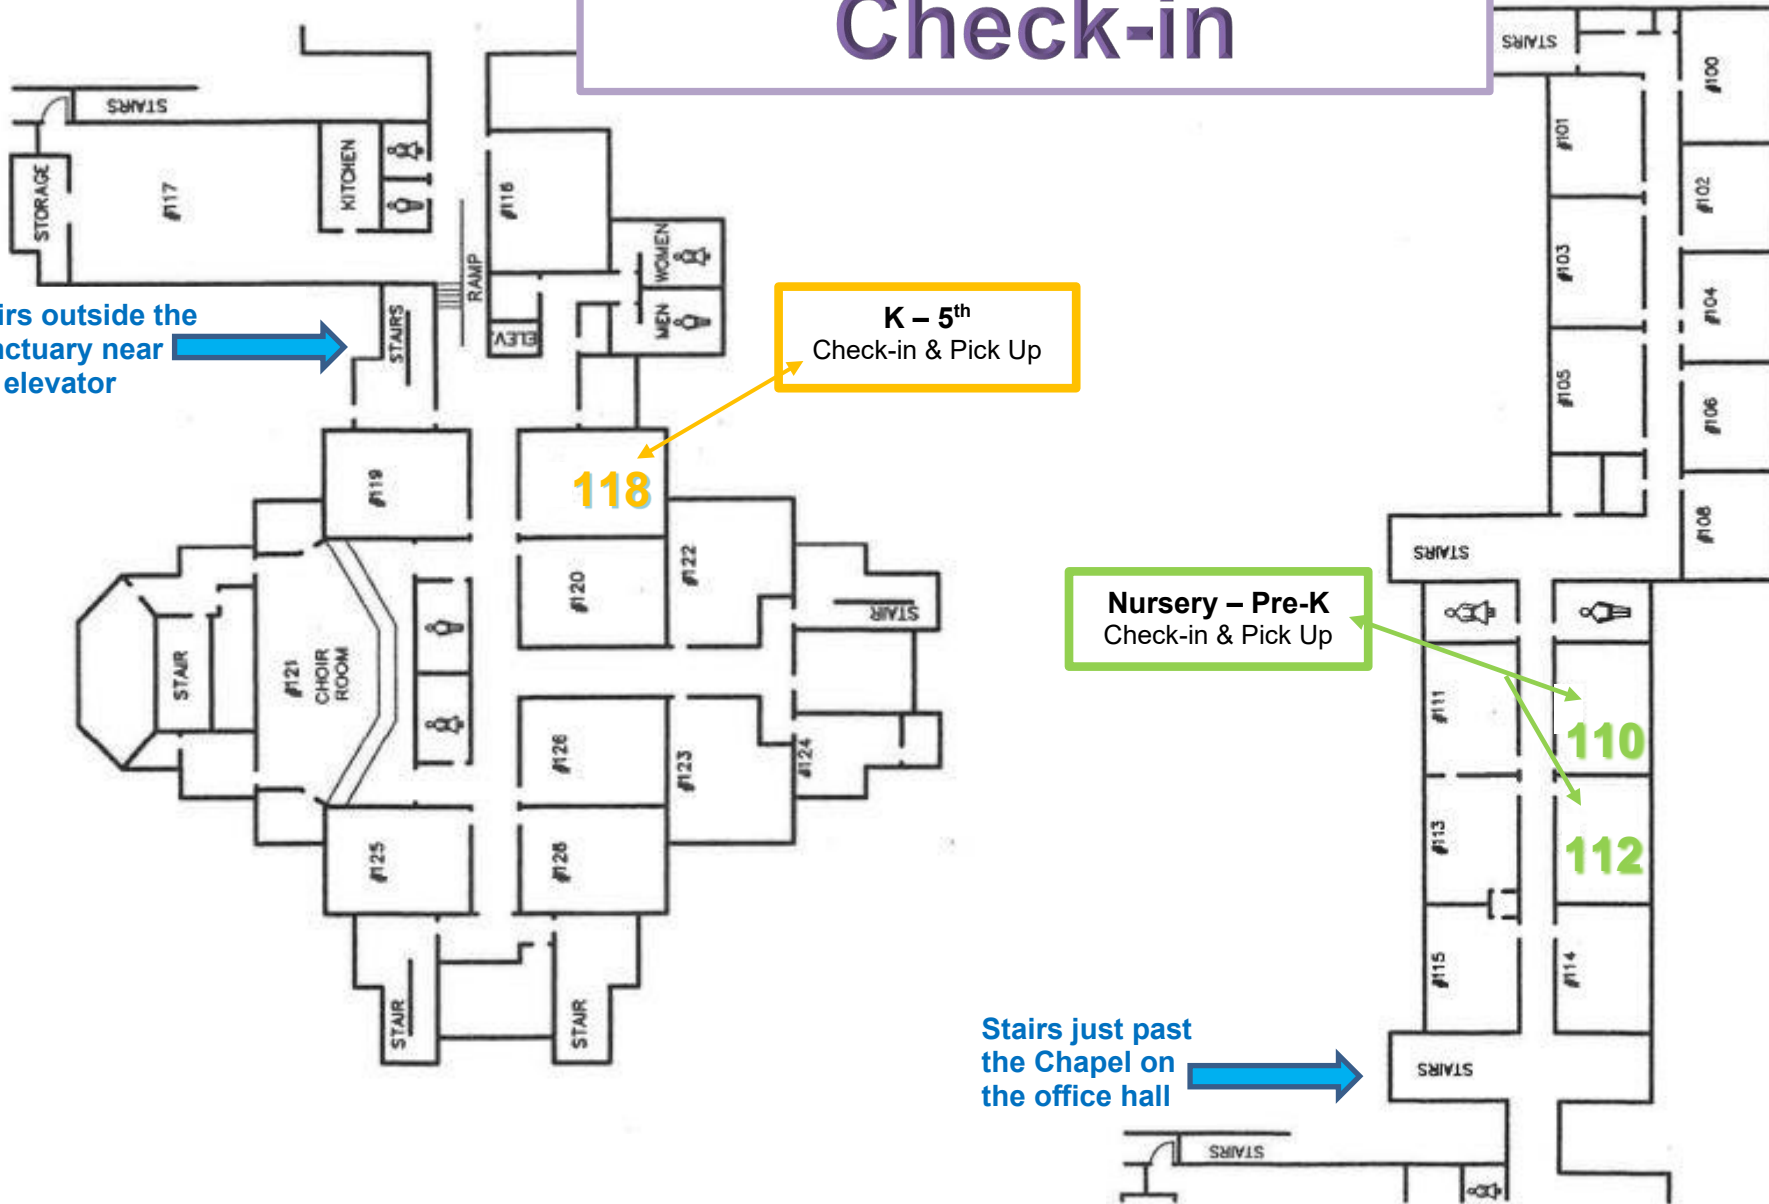 Check-in
STAIRS
STORAGE
#117
KITCHEN
#116
RAMP
WOMEN
MEN
ELEV.
STAIRS
irs outside the
nctuary near
elevator
K – 5th
Check-in & Pick Up
118
#119
#120
#122
STAIR
STAIR
#121
CHOIR
ROOM
#126
#123
#124
#125
#128
STAIR
STAIR
STAIRS
#100
#101
#102
#103
#104
#105
#106
#108
STAIRS
Nursery – Pre-K
Check-in & Pick Up
#111
110
#113
112
#115
#114
Stairs just past
the Chapel on
the office hall
STAIRS
STAIRS